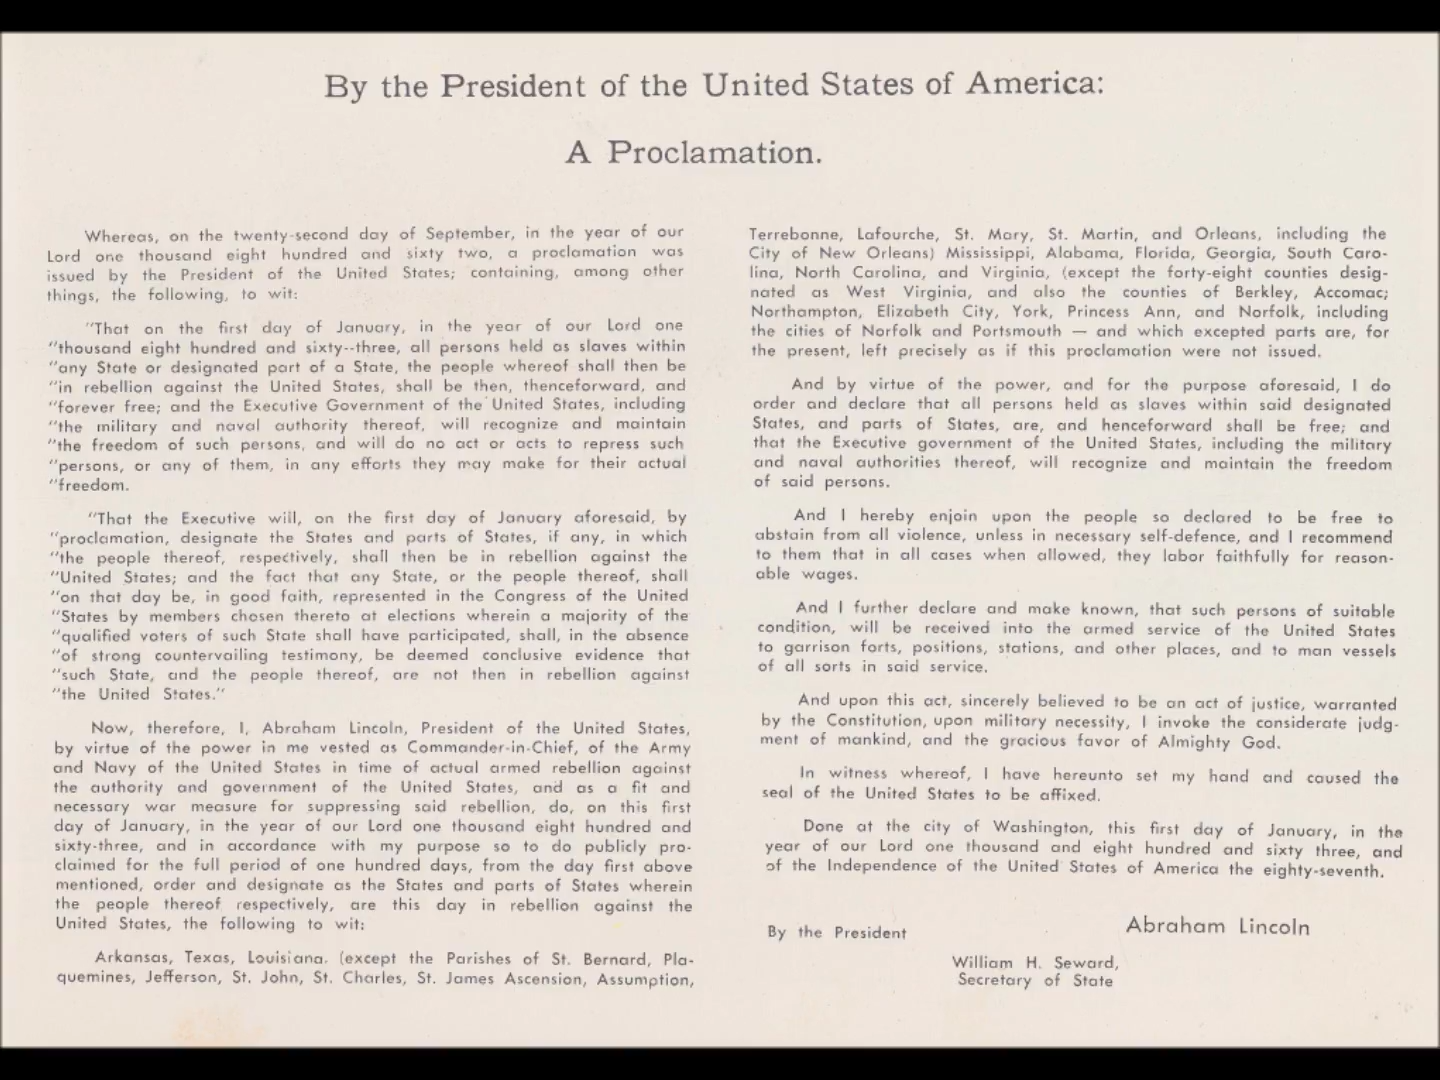 By the President of the United States of America:
A Proclamation.
Whereas, on the twenty-second day of September, in the year of our
Lord one thousand eight hundred and sixty two, a proclamation was
issued by the President of the United States; containing, among other
things, the following, to wit:
"That on the first day of January, in the year of our Lord one
"thousand eight hundred and sixty--three, all persons held as slaves within
"any State or designated part of a State, the people whereof shall then be
"in rebellion against the United States, shall be then, thenceforward, and
"forever free; and the Executive Government of the United States, including
"the military and naval authority thereof, will recognize and maintain
"the freedom of such persons, and will do no act or acts to repress such
"persons, or any of them, in any efforts they may make for their actual
"freedom.
"That the Executive will, on the first day of January aforesaid, by
"proclamation, designate the States and parts of States, if any, in which
"the people thereof, respectively, shall then be in rebellion against the
"United States; and the fact that any State, or the people thereof, shall
"on that day be, in good faith, represented in the Congress of the United
"States by members chosen thereto at elections wherein a majority of the
"qualified voters of such State shall have participated, shall, in the absence
"of strong countervailing testimony, be deemed conclusive evidence that
"such State, and the people thereof, are not then in rebellion against
"the United States."
Now, therefore, I, Abraham Lincoln, President of the United States,
by virtue of the power in me vested as Commander-in-Chief, of the Army
and Navy of the United States in time of actual armed rebellion against
the authority and government of the United States, and as a fit and
necessary war measure for suppressing said rebellion, do, on this first
day of January, in the year of our Lord one thousand eight hundred and
sixty-three, and in accordance with my purpose so to do publicly pro-
claimed for the full period of one hundred days, from the day first above
mentioned, order and designate as the States and parts of States wherein
the people thereof respectively, are this day in rebellion against the
United States, the following to wit:
Arkansas, Texas, Louisiana. (except the Parishes of St. Bernard, Pla-
quemines, Jefferson, St. John, St. Charles, St. James Ascension, Assumption,
Terrebonne, Lafourche, St. Mary, St. Martin, and Orleans, including the
City of New Orleans) Mississippi, Alabama, Florida, Georgia, South Caro-
lina, North Carolina, and Virginia, (except the forty-eight counties desig-
nated as West Virginia, and also the counties of Berkley, Accomac;
Northampton, Elizabeth City, York, Princess Ann, and Norfolk, including
the cities of Norfolk and Portsmouth — and which excepted parts are, for
the present, left precisely as if this proclamation were not issued.
And by virtue of the power, and for the purpose aforesaid, I do
order and declare that all persons held as slaves within said designated
States, and parts of States, are, and henceforward shall be free; and
that the Executive government of the United States, including the military
and naval authorities thereof, will recognize and maintain the freedom
of said persons.
And I hereby enjoin upon the people so declared to be free to
abstain from all violence, unless in necessary self-defence, and I recommend
to them that in all cases when allowed, they labor faithfully for reason-
able wages.
And I further declare and make known, that such persons of suitable
condition, will be received into the armed service of the United States
to garrison forts, positions, stations, and other places, and to man vessels
of all sorts in said service.
And upon this act, sincerely believed to be an act of justice, warranted
by the Constitution, upon military necessity, I invoke the considerate judg-
ment of mankind, and the gracious favor of Almighty God.
In witness whereof, I have hereunto set my hand and caused the
seal of the United States to be affixed.
Done at the city of Washington, this first day of January, in the
year of our Lord one thousand and eight hundred and sixty three, and
of the Independence of the United States of America the eighty-seventh.
Abraham Lincoln
By the President
William H. Seward,
Secretary of State